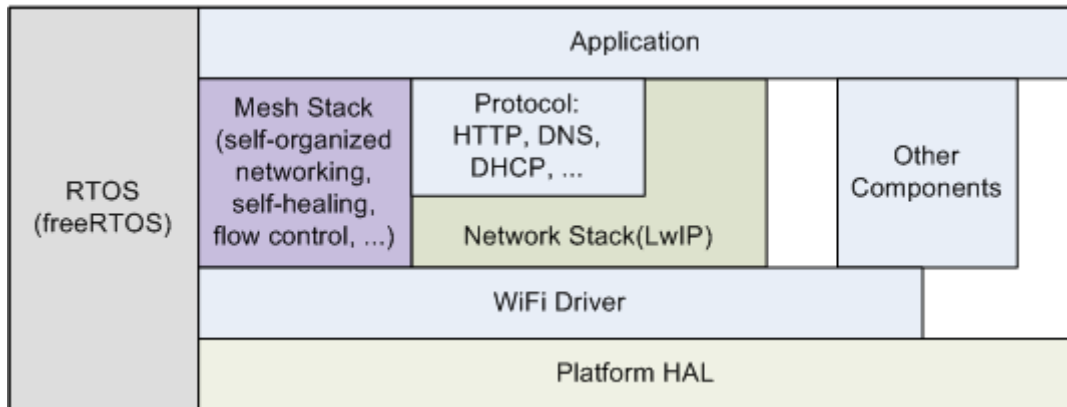 Application
Mesh Stack
(self-organized
networking,
self-healing,
flow control, ...)
Protocol:
HTTP, DNS,
DHCP, ...
Network Stack(LwIP)
Other
Components
RTOS
(freeRTOS)
WiFi Driver
Platform HAL